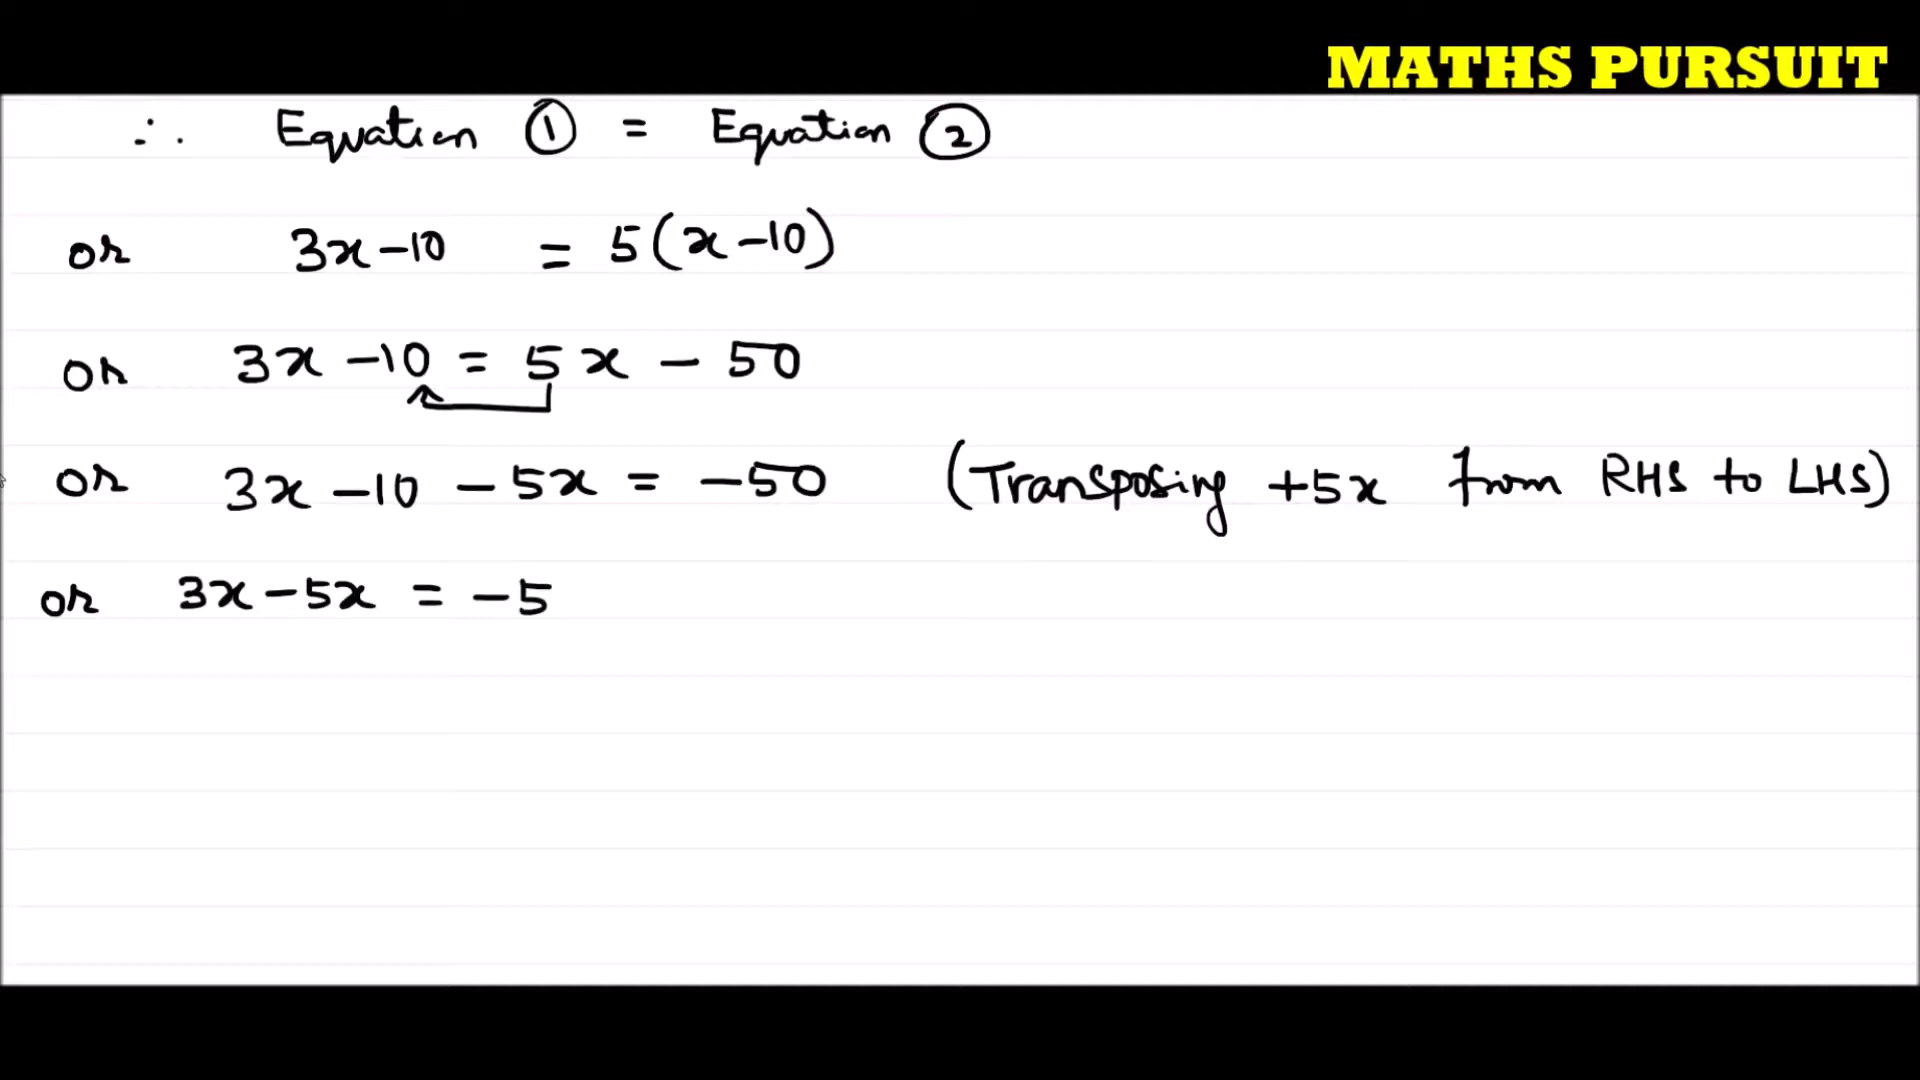 MATHS PURSUIT
∴ Equation ① = Equation ②
or 3x-10 = 5(x-10)
or 3x-10 = 5x - 50
or 3x-10 - 5x = -50 (Transposing +5x from RHS to LHS)
or 3x-5x = -5